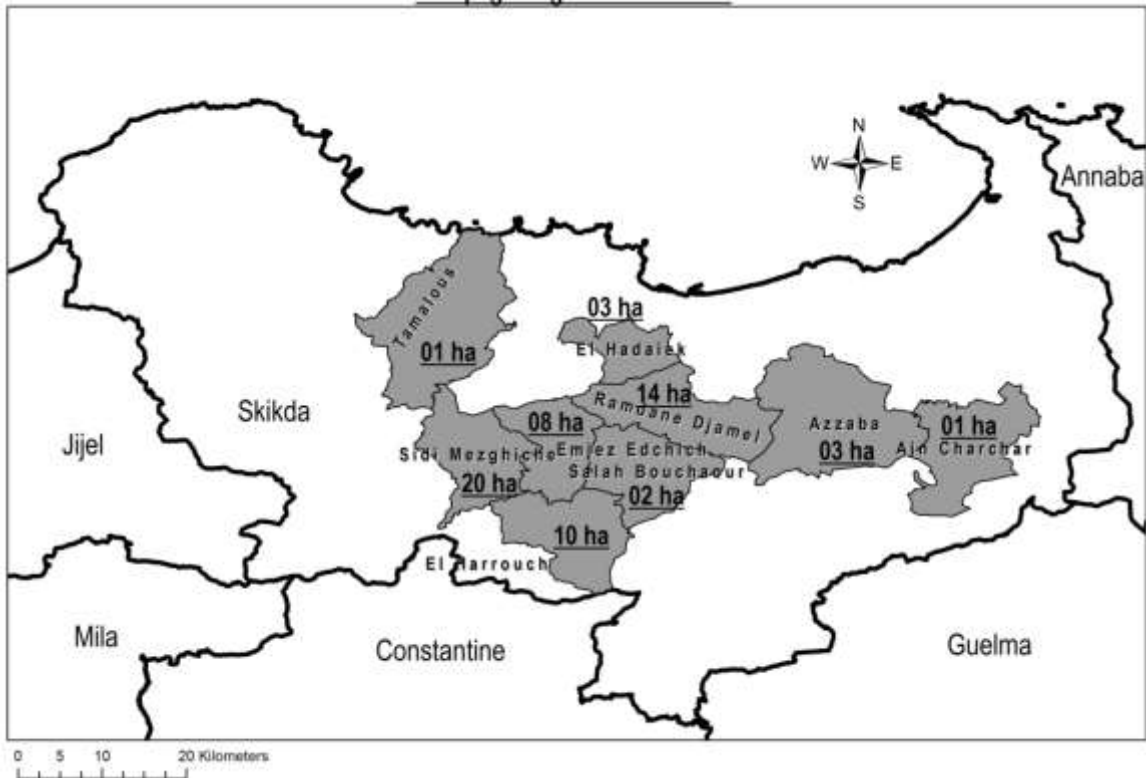 N
W E
S
Annaba
Tamalous
01 ha
03 ha
El Hadaiek
Skikda
Jijel
14 ha
Ramdane Djamel
08 ha
Emjez Edchich
Sidi Mezghiche
20 ha
Salah Bouchaour
02 ha
Azzaba
03 ha
01 ha
Ain Charchar
10 ha
El Harrouch
Mila
Constantine
Guelma
0 5 10 20 Kilometers